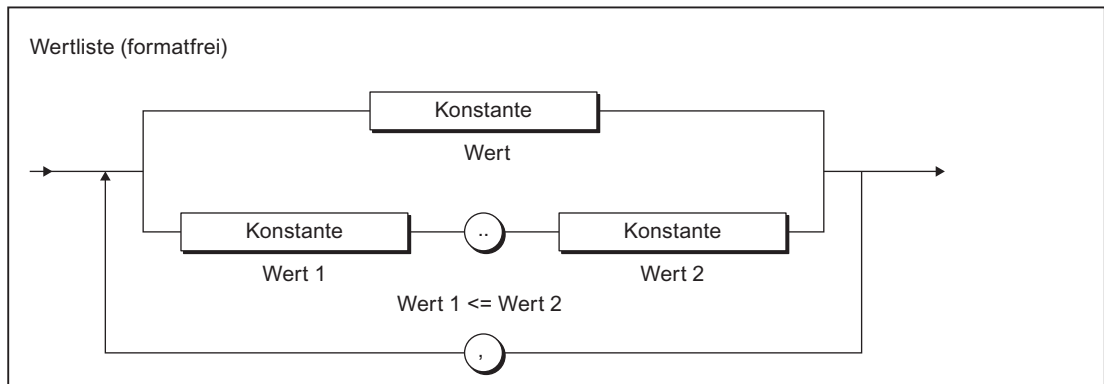 Wertliste (formatfrei)
Konstante
Wert
Konstante .. Konstante
Wert 1 Wert 2
Wert 1 <= Wert 2
,